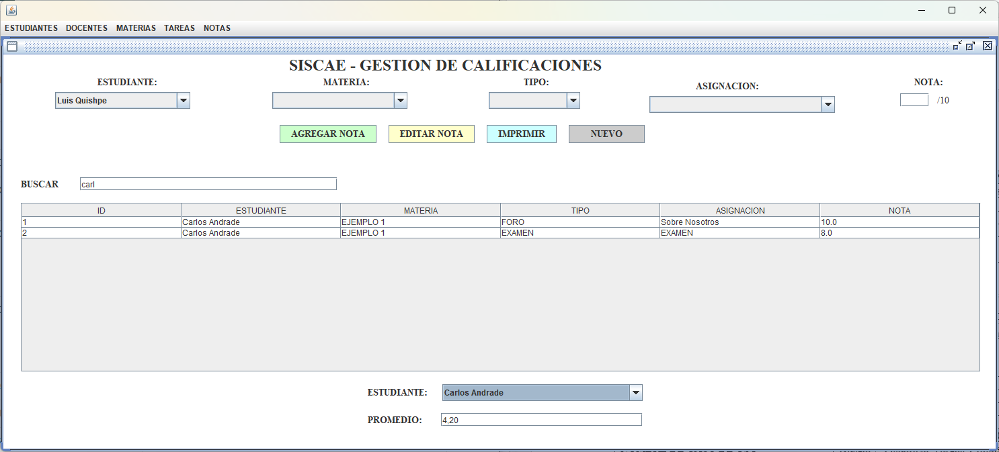 ESTUDIANTES DOCENTES MATERIAS TAREAS NOTAS
SISCAE - GESTION DE CALIFICACIONES
ESTUDIANTE: MATERIA: TIPO: ASIGNACION: NOTA:
Luis Quishpe /10
AGREGAR NOTA EDITAR NOTA IMPRIMIR NUEVO
BUSCAR carl
ID ESTUDIANTE MATERIA TIPO ASIGNACION NOTA
1 Carlos Andrade EJEMPLO 1 FORO Sobre Nosotros 10.0
2 Carlos Andrade EJEMPLO 1 EXAMEN EXAMEN 8.0
ESTUDIANTE: Carlos Andrade
PROMEDIO: 4,20